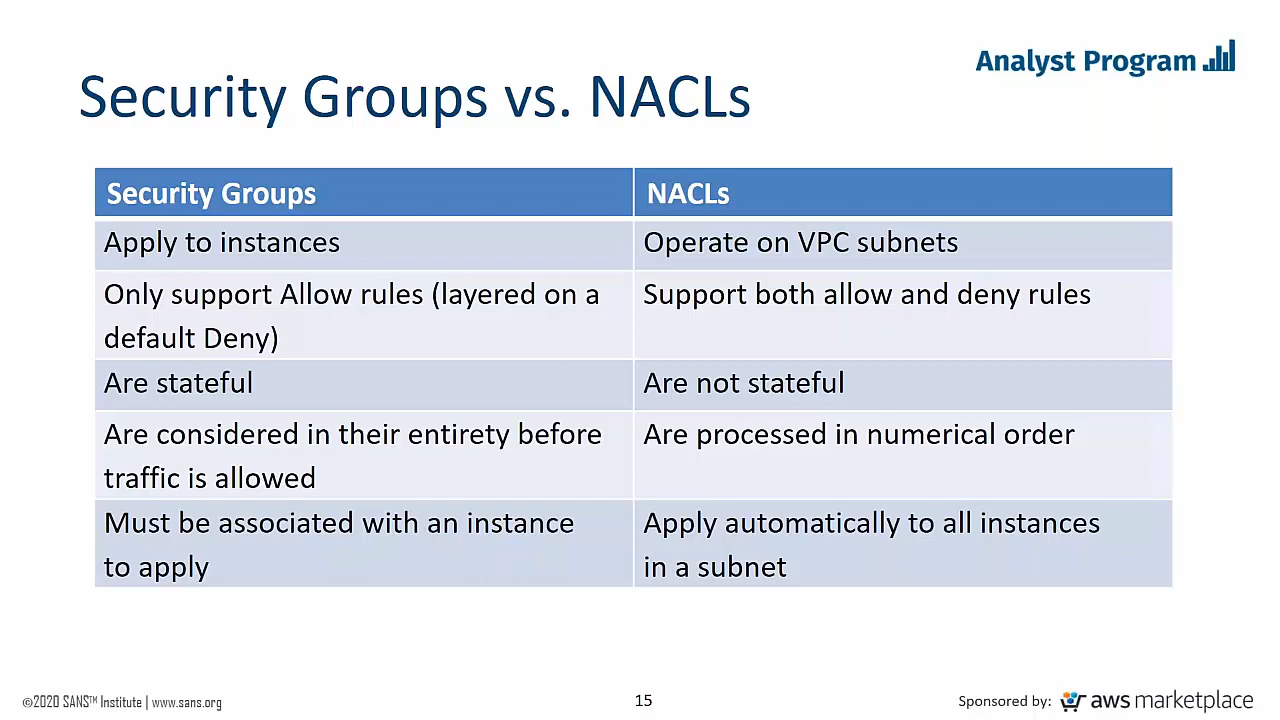 Analyst Program
Security Groups vs. NACLs
Security Groups
NACLs
Apply to instances
Operate on VPC subnets
Only support Allow rules (layered on a
default Deny)
Support both allow and deny rules
Are stateful
Are not stateful
Are considered in their entirety before
traffic is allowed
Are processed in numerical order
Must be associated with an instance
to apply
Apply automatically to all instances
in a subnet
©2020 SANS™ Institute | www.sans.org
15
Sponsored by:
aws marketplace